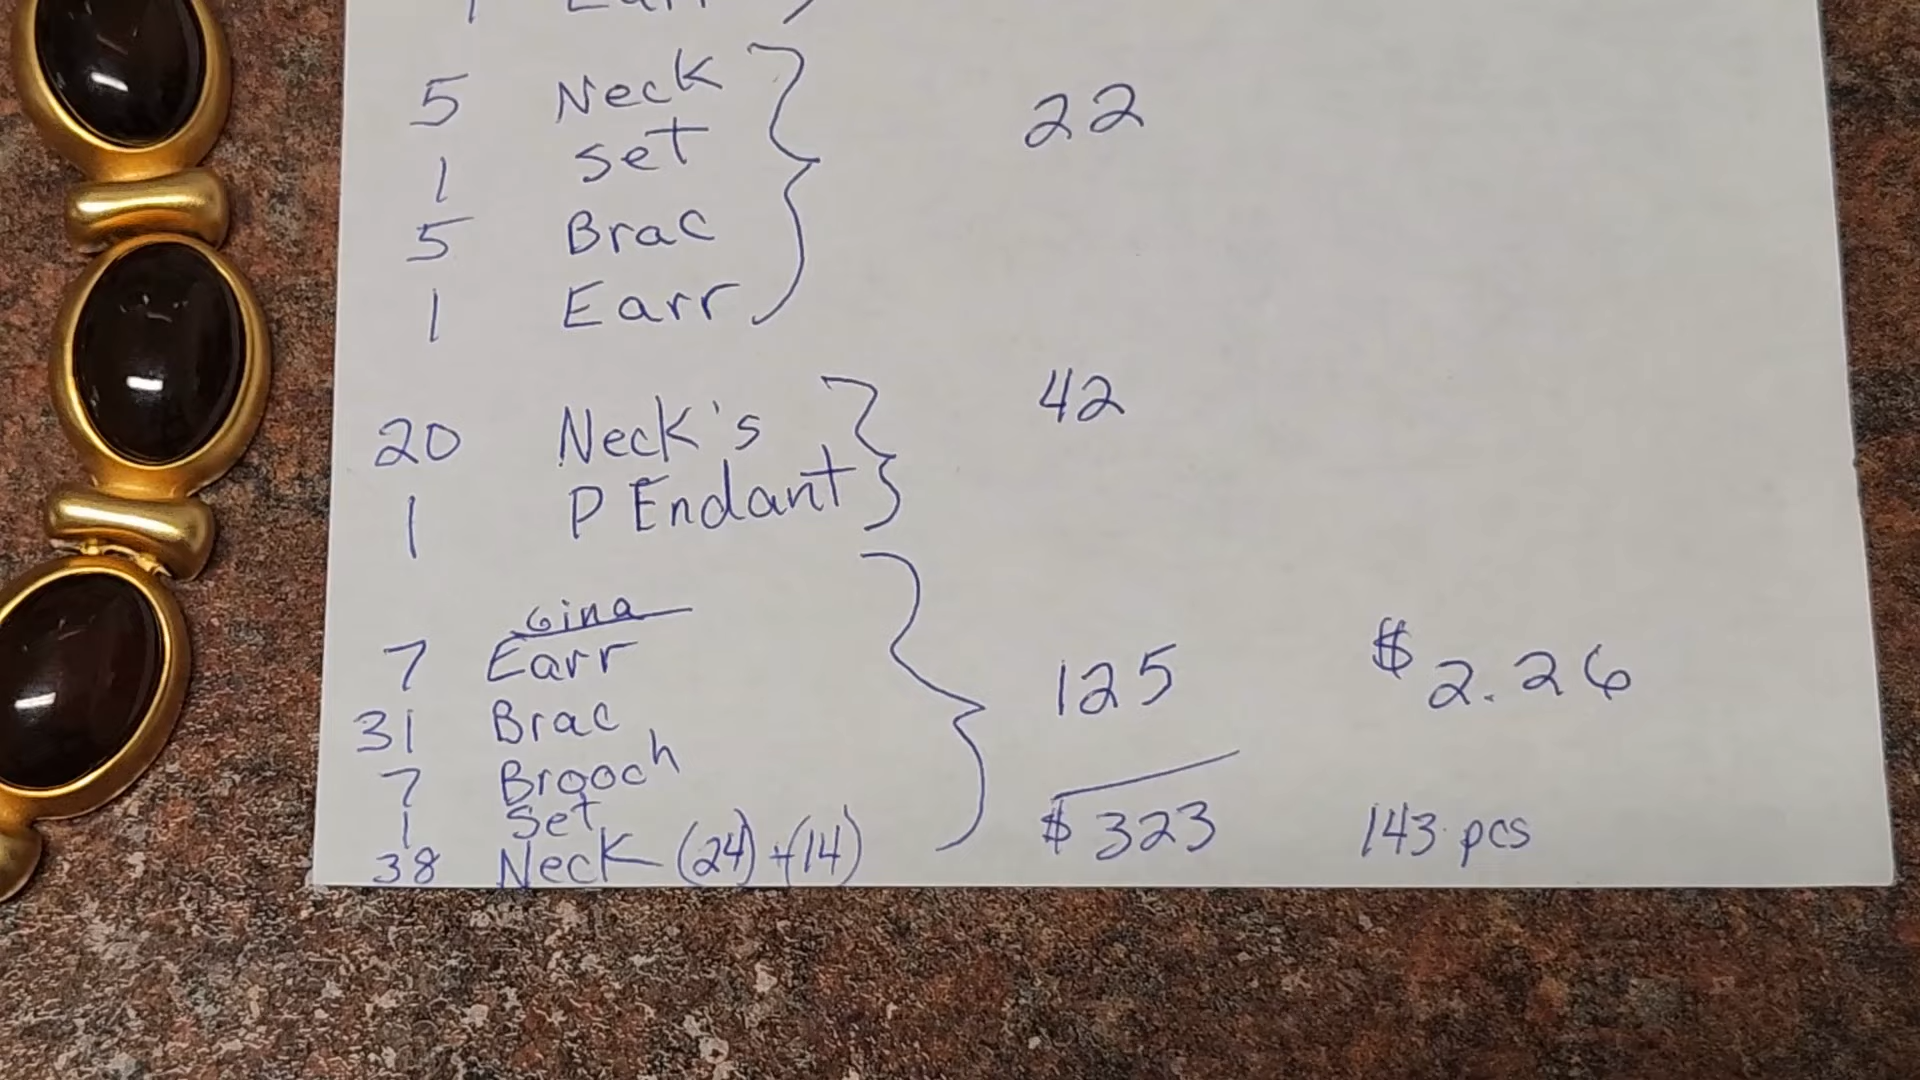 5 Neck
22
1 set
5 Brac
1 Earr
20 Neck's
42
1 PEndant
Gina
7 Earr
125 $2.26
31 Brac
7 Brooch
1 Set
$323 143 pcs
38 Neck (24) + (14)